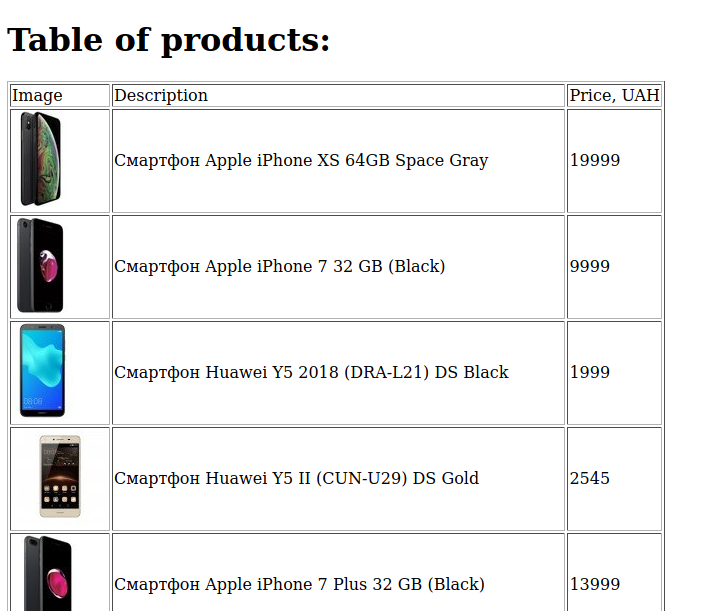 Table of products:
Image Description Price, UAH
Смартфон Apple iPhone XS 64GB Space Gray 19999
Смартфон Apple iPhone 7 32 GB (Black) 9999
08:08
Смартфон Huawei Y5 2018 (DRA-L21) DS Black 1999
Смартфон Huawei Y5 II (CUN-U29) DS Gold 2545
Смартфон Apple iPhone 7 Plus 32 GB (Black) 13999